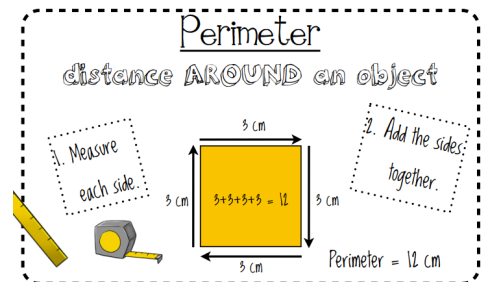 Perimeter
distance AROUND an object
1. Measure
each side.
2. Add the sides
together.
3 cm
3 cm
3+3+3+3 = 12
3 cm
3 cm
Perimeter = 12 cm